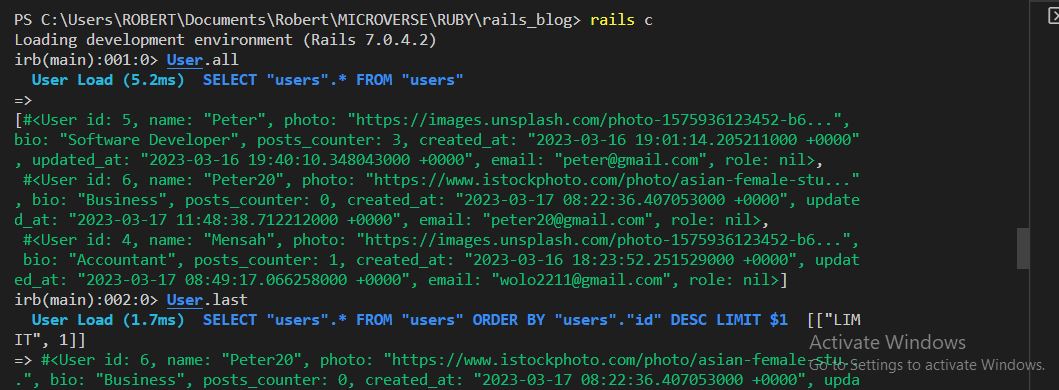 PS C:\Users\ROBERT\Documents\Robert\MICROVERSE\RUBY\rails_blog> rails c
Loading development environment (Rails 7.0.4.2)
irb(main):001:0> User.all
  User Load (5.2ms)  SELECT "users".* FROM "users"
=>
[#<User id: 5, name: "Peter", photo: "https://images.unsplash.com/photo-1575936123452-b6...",
bio: "Software Developer", posts_counter: 3, created_at: "2023-03-16 19:01:14.205211000 +0000"
, updated_at: "2023-03-16 19:40:10.348043000 +0000", email: "peter@gmail.com", role: nil>,
 #<User id: 6, name: "Peter20", photo: "https://www.istockphoto.com/photo/asian-female-stu..."
, bio: "Business", posts_counter: 0, created_at: "2023-03-17 08:22:36.407053000 +0000", update
d_at: "2023-03-17 11:48:38.712212000 +0000", email: "peter20@gmail.com", role: nil>,
 #<User id: 4, name: "Mensah", photo: "https://images.unsplash.com/photo-1575936123452-b6...",
 bio: "Accountant", posts_counter: 1, created_at: "2023-03-16 18:23:52.251529000 +0000", updat
ed_at: "2023-03-17 08:49:17.066258000 +0000", email: "wolo2211@gmail.com", role: nil>]
irb(main):002:0> User.last
  User Load (1.7ms)  SELECT "users".* FROM "users" ORDER BY "users"."id" DESC LIMIT $1  [["LIM
IT", 1]]
=> #<User id: 6, name: "Peter20", photo: "https://www.istockphoto.com/photo/asian-female-stu..
.", bio: "Business", posts_counter: 0, created_at: "2023-03-17 08:22:36.407053000 +0000", upda
Activate Windows
Go to Settings to activate Windows.